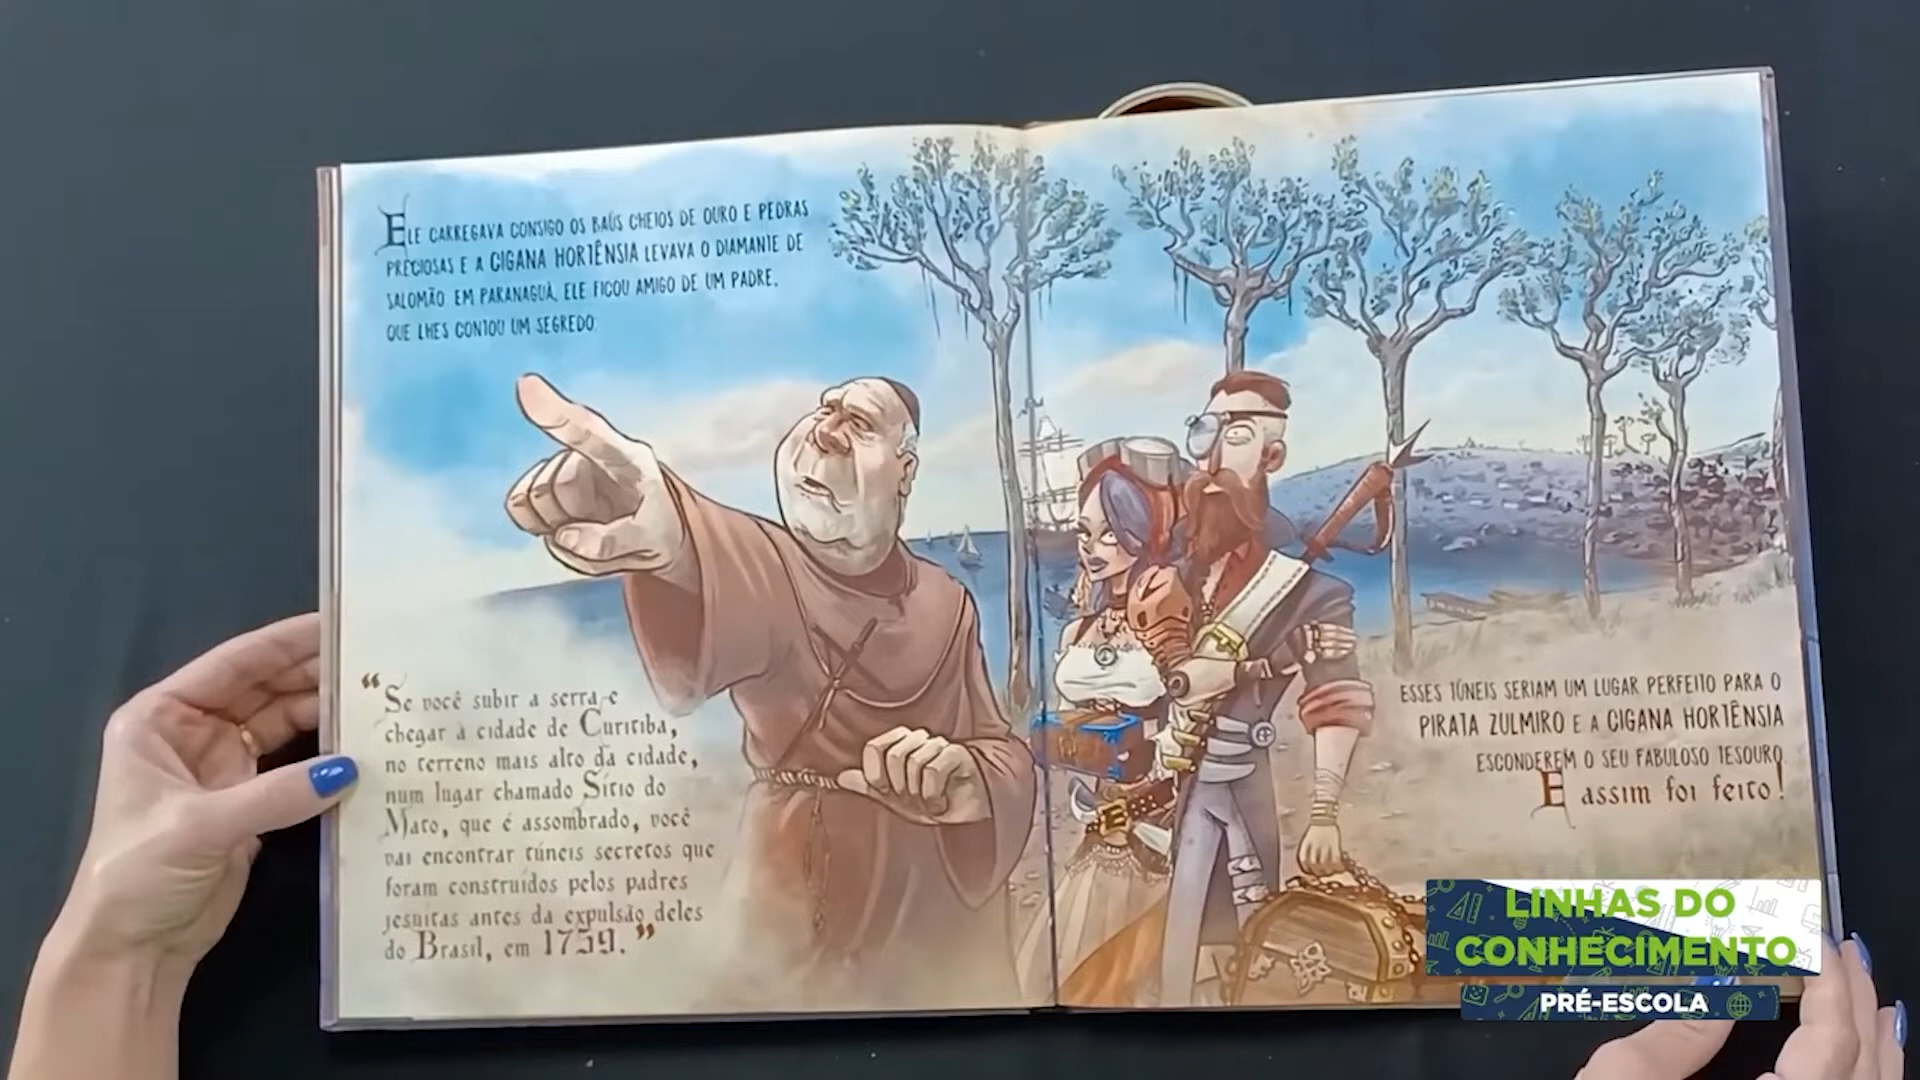 ELE CARREGAVA CONSIGO OS BAÚS CHEIOS DE OURO E PEDRAS
PRECIOSAS E A CIGANA HORTÊNSIA LEVAVA O DIAMANTE DE
SALOMÃO EM PARANAGUÁ, ELE FICOU AMIGO DE UM PADRE,
QUE LHES CONTOU UM SEGREDO:
“Se você subir a serra e
chegar à cidade de Curitiba,
no terreno mais alto da cidade,
num lugar chamado Sítio do
Mato, que é assombrado, você
vai encontrar túneis secretos que
foram construídos pelos padres
jesuítas antes da expulsão deles
do Brasil, em 1759.”
ESSES TÚNEIS SERIAM UM LUGAR PERFEITO PARA O
PIRATA ZULMIRO E A CIGANA HORTÊNSIA
ESCONDEREM O SEU FABULOSO TESOURO
E assim foi feito!
LINHAS DO
CONHECIMENTO
PRÉ-ESCOLA